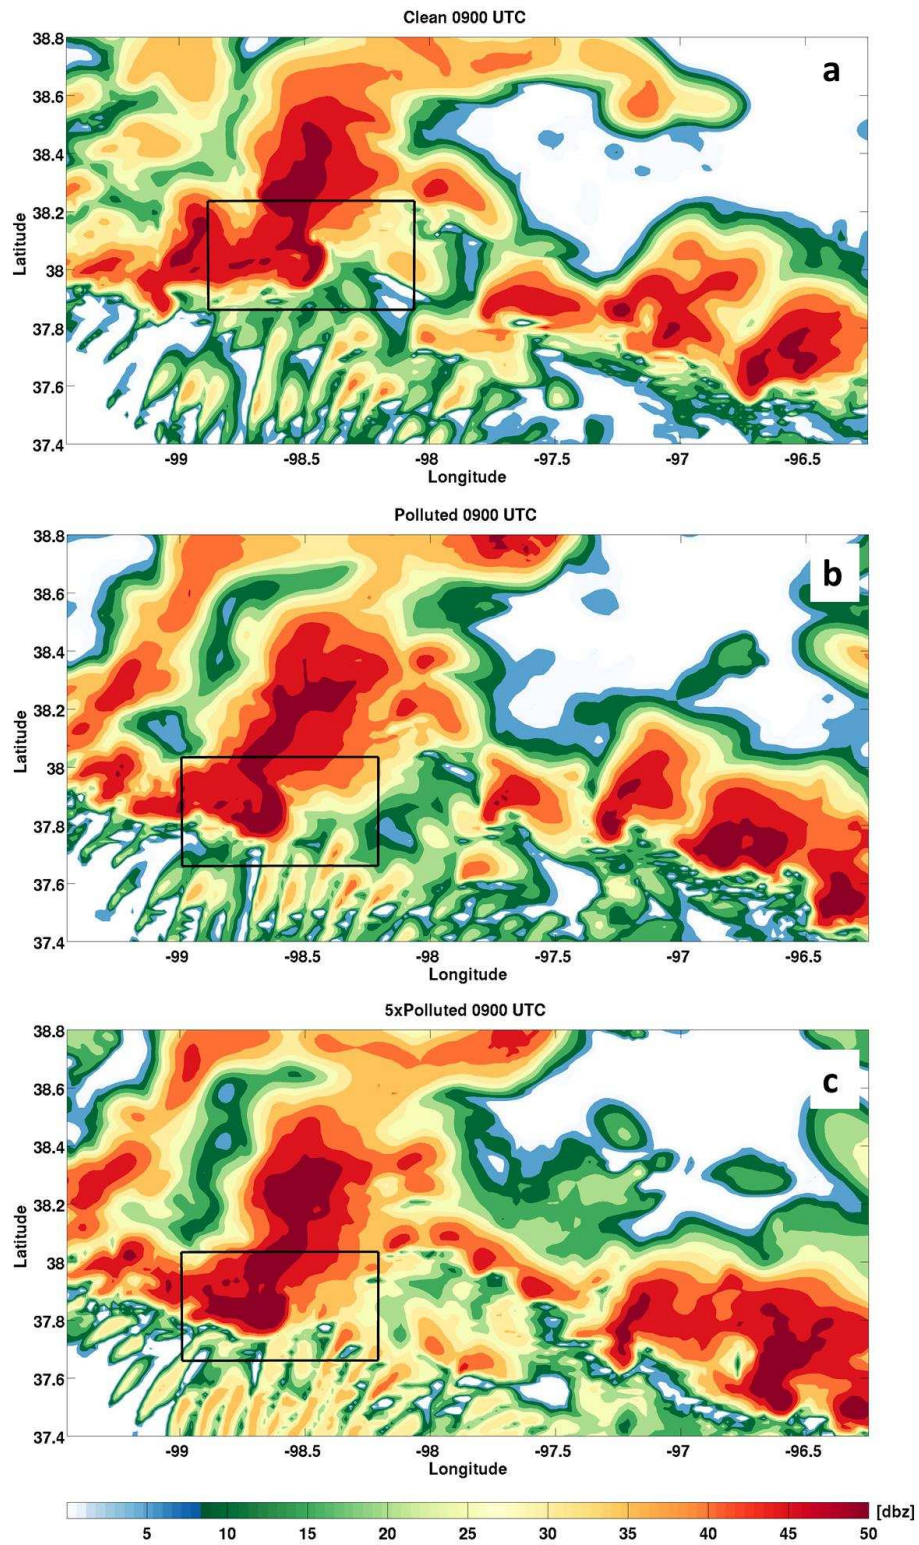 Clean 0900 UTC
a
38.8
38.6
38.4
38.2
38
37.8
37.6
37.4
Latitude
-99 -98.5 -98 -97.5 -97 -96.5
Longitude
Polluted 0900 UTC
b
38.8
38.6
38.4
38.2
38
37.8
37.6
37.4
Latitude
-99 -98.5 -98 -97.5 -97 -96.5
Longitude
5xPolluted 0900 UTC
c
38.8
38.6
38.4
38.2
38
37.8
37.6
37.4
Latitude
-99 -98.5 -98 -97.5 -97 -96.5
Longitude
[dbz]
5 10 15 20 25 30 35 40 45 50